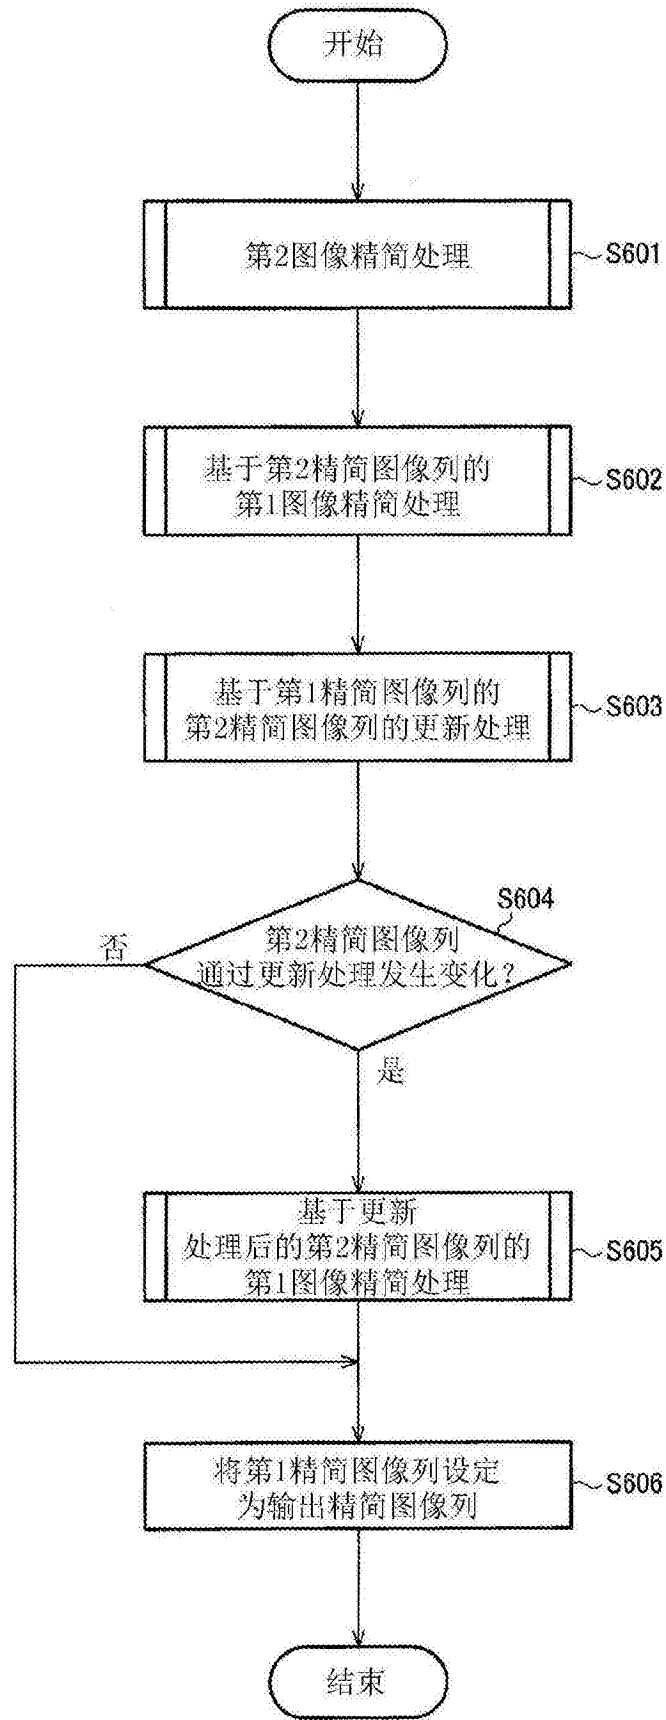 开始
第2图像精简处理
S601
基于第2精简图像列的
第1图像精简处理
S602
基于第1精简图像列的
第2精简图像列的更新处理
S603
S604
第2精简图像列
通过更新处理发生变化？
否
是
基于更新
处理后的第2精简图像列的
第1图像精简处理
S605
将第1精简图像列设定
为输出精简图像列
S606
结束